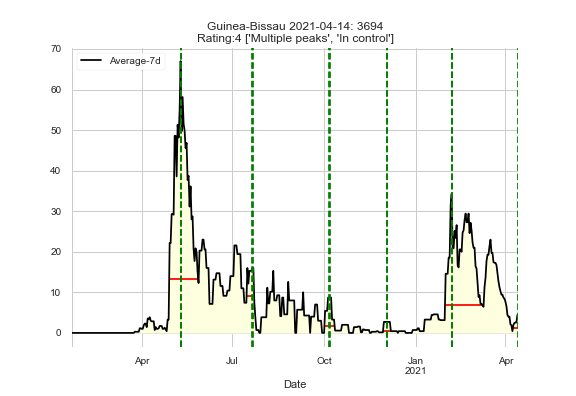 Guinea-Bissau 2021-04-14: 3694
Rating:4 ['Multiple peaks', 'In control']
Average-7d
70
60
50
40
30
20
10
0
Apr
Jul
Oct
Jan
2021
Apr
Date